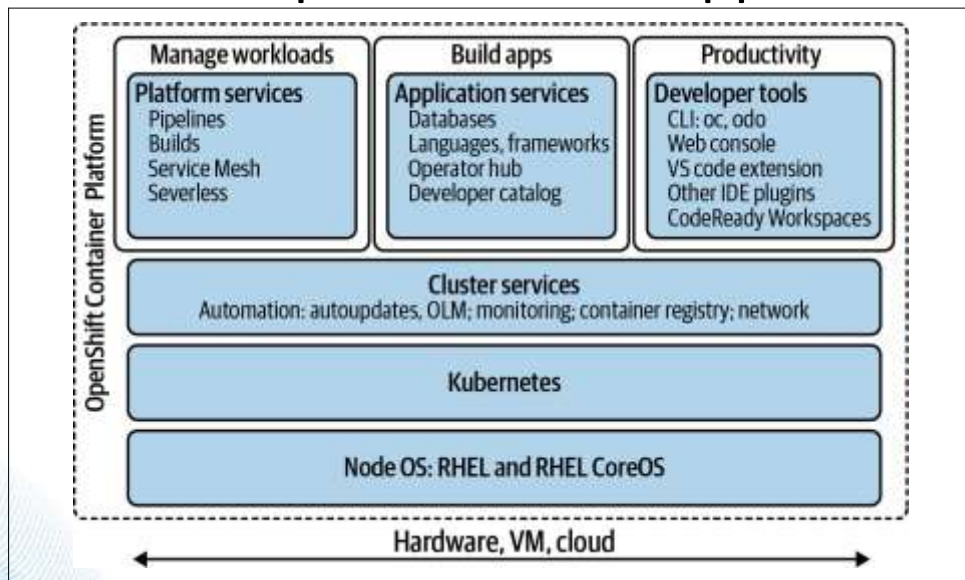 Manage workloads
Platform services
Pipelines
Builds
Service Mesh
Severless
Build apps
Application services
Databases
Languages, frameworks
Operator hub
Developer catalog
Productivity
Developer tools
CLI: oc, odo
Web console
VS code extension
Other IDE plugins
CodeReady Workspaces
OpenShift Container Platform
Cluster services
Automation: autoupdates, OLM; monitoring; container registry; network
Kubernetes
Node OS: RHEL and RHEL CoreOS
Hardware, VM, cloud